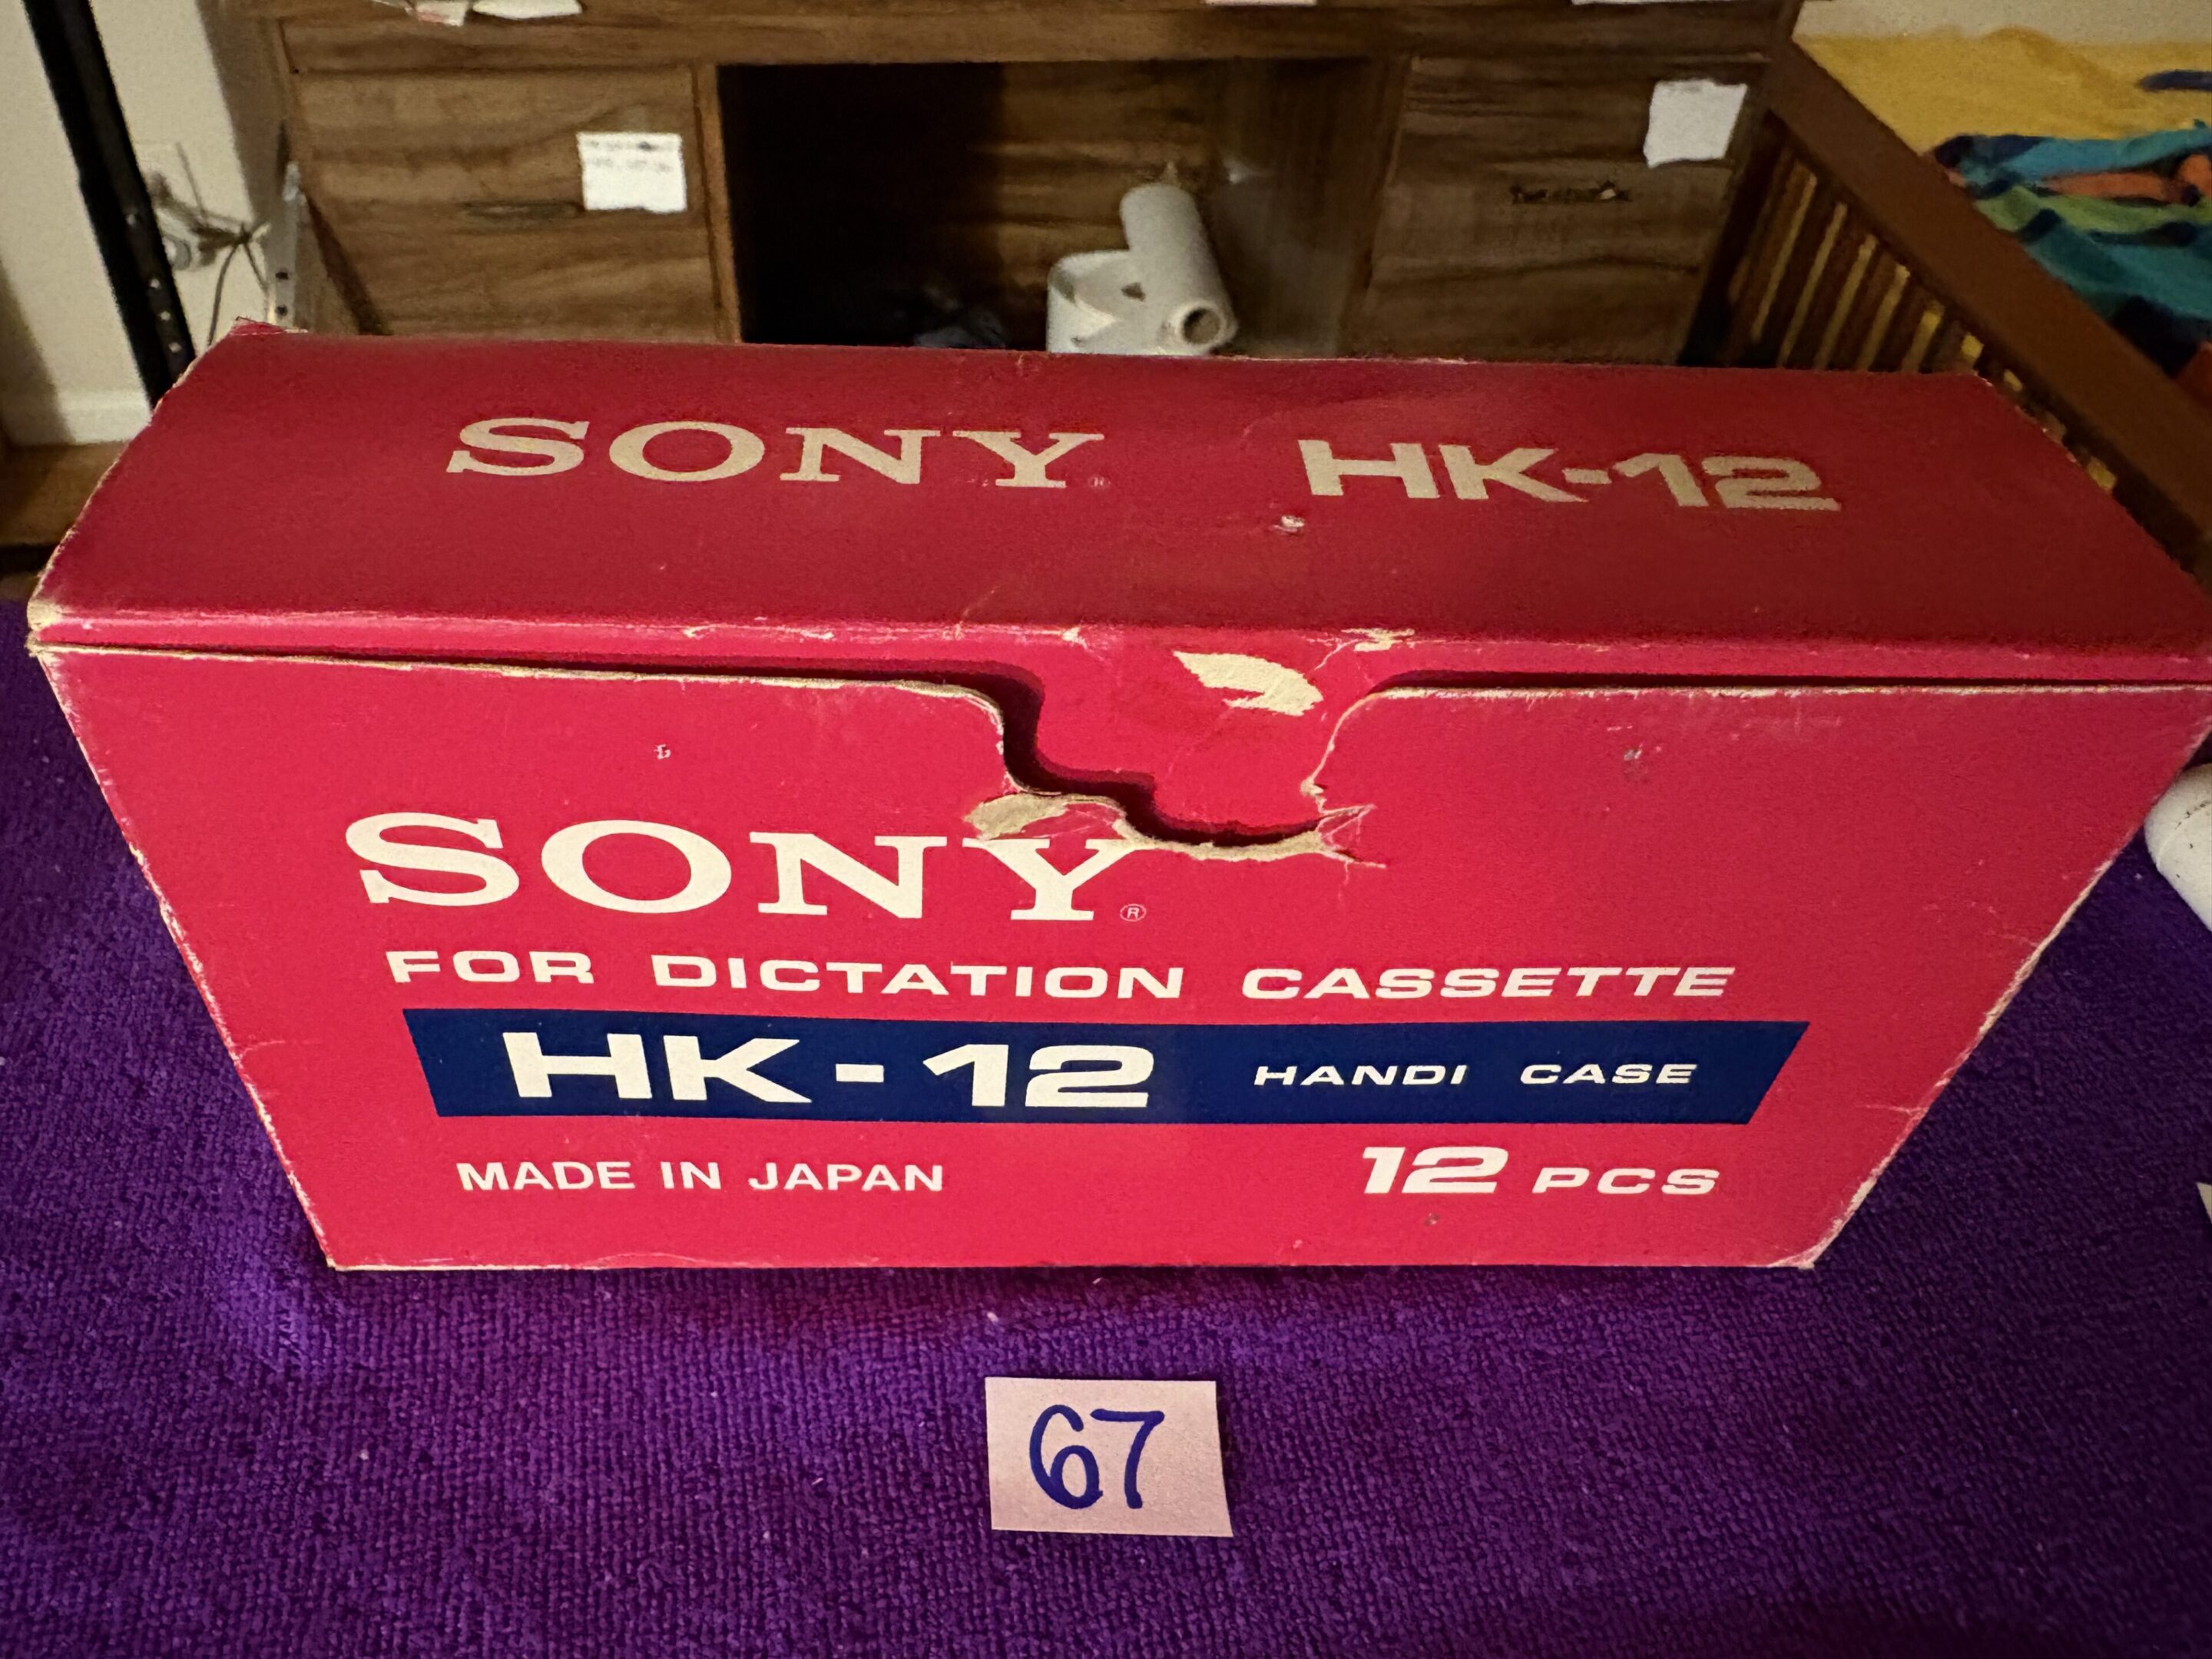 SONY® HK-12
SONY®
FOR DICTATION CASSETTE
HK-12 HANDI CASE
MADE IN JAPAN 12 PCS
67